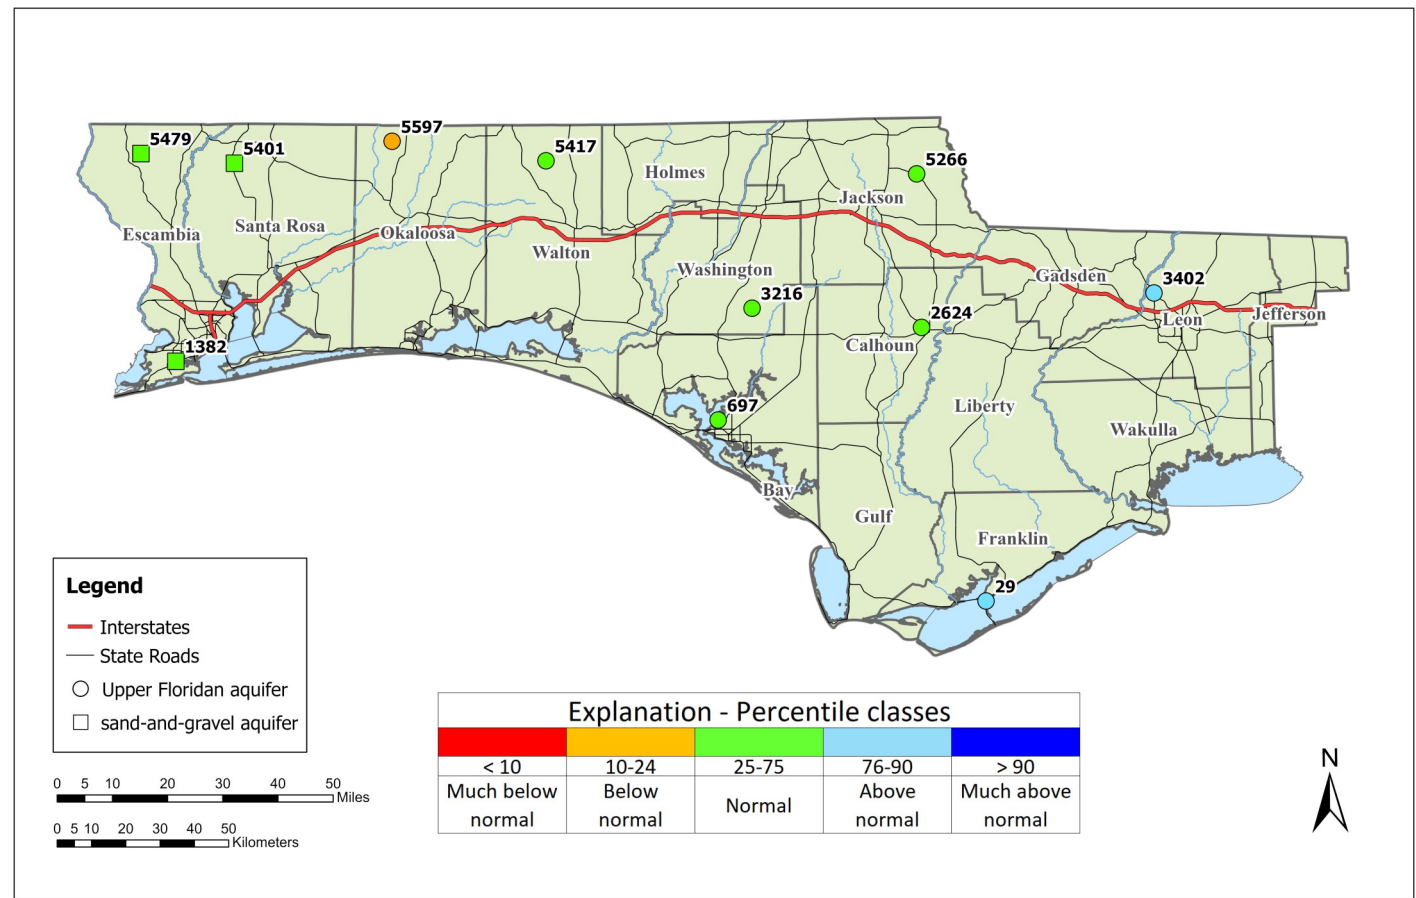 5479
5401
5597
5417
5266
Holmes
Jackson
Escambia
Santa Rosa
Okaloosa
Walton
Washington
Gadsden
3402
3216
2624
Leon
Jefferson
1382
Calhoun
697
Liberty
Wakulla
Bay
Gulf
Franklin
29
Legend
Interstates
State Roads
Upper Floridan aquifer
sand-and-gravel aquifer
0 5 10 20 30 40 50
Miles
0 5 10 20 30 40 50
Kilometers
Explanation - Percentile classes
< 10 10-24 25-75 76-90 > 90
Much below normal
Below normal
Normal
Above normal
Much above normal
N